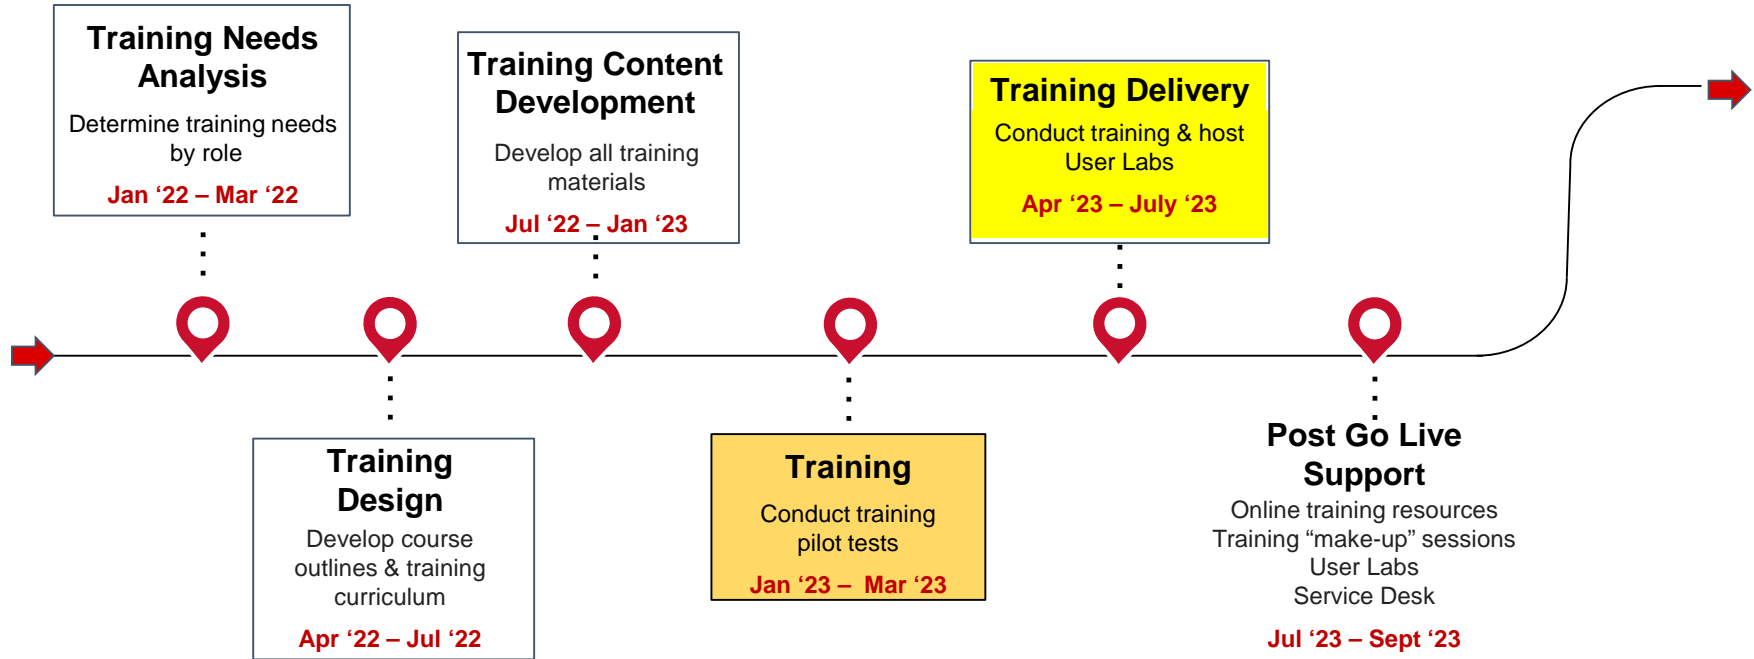 Training Needs
Analysis
Determine training needs
by role
Jan ‘22 – Mar ‘22
Training Design
Develop course
outlines & training
curriculum
Apr ‘22 – Jul ‘22
Training Content
Development
Develop all training
materials
Jul ‘22 – Jan ‘23
Training
Conduct training
pilot tests
Jan ‘23 – Mar ‘23
Training Delivery
Conduct training & host
User Labs
Apr ‘23 – July ‘23
Post Go Live
Support
Online training resources
Training “make-up” sessions
User Labs
Service Desk
Jul ‘23 – Sept ‘23